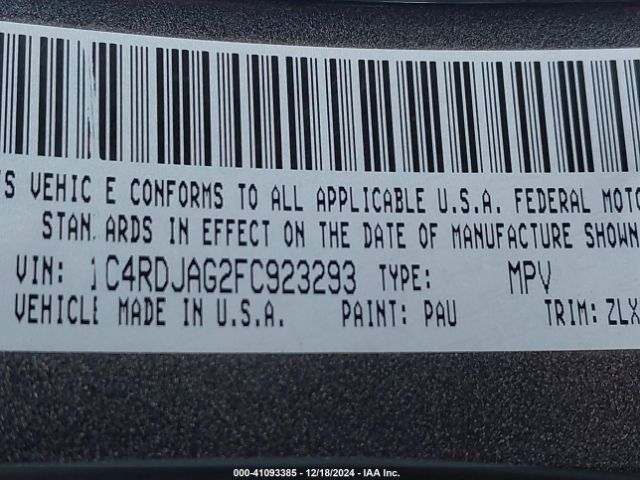 S VEHIC E CONFORMS TO ALL APPLICABLE U.S.A. FEDERAL MOTO
STAN ARDS IN EFFECT ON THE DATE OF MANUFACTURE SHOWN
VIN: 1C4RDJAG2FC923293 TYPE: MPV
VEHICLE MADE IN U.S.A. PAINT: PAU TRIM: ZLX
000-41093385 - 12/18/2024 - IAA Inc.